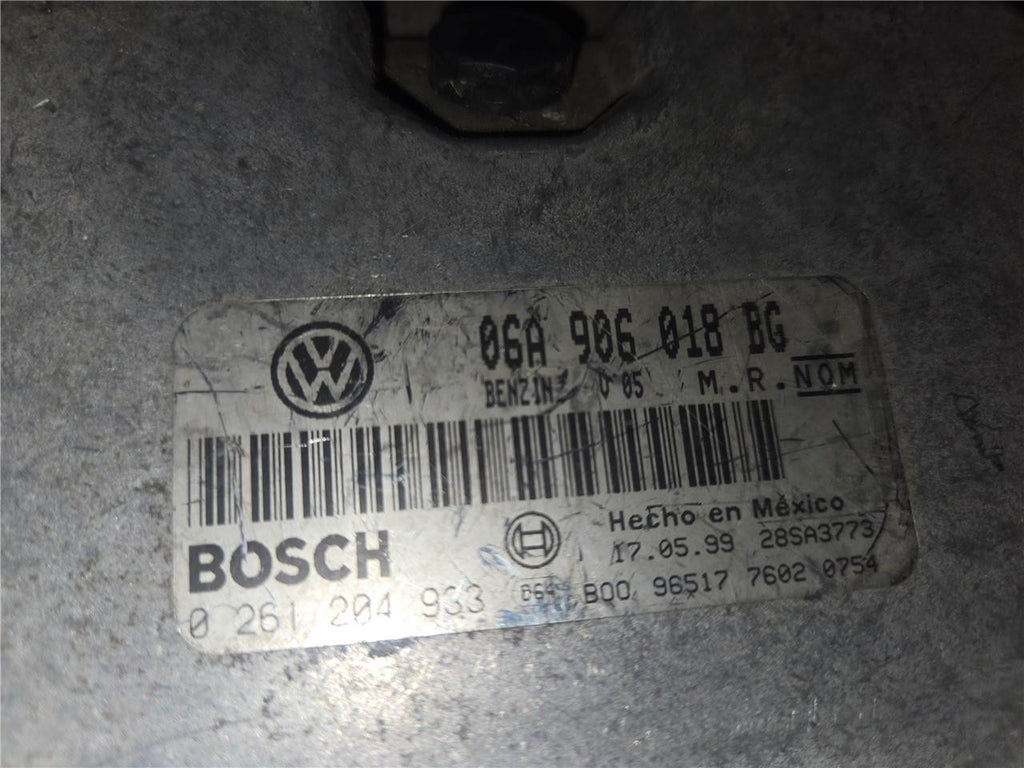 06A 906 018 BG
BENZIN V 05 M.R. NOM
BOSCH
Hecho en México
17.05.99 28SA3773
0 261 204 933 B64 B00 96517 7602 0754